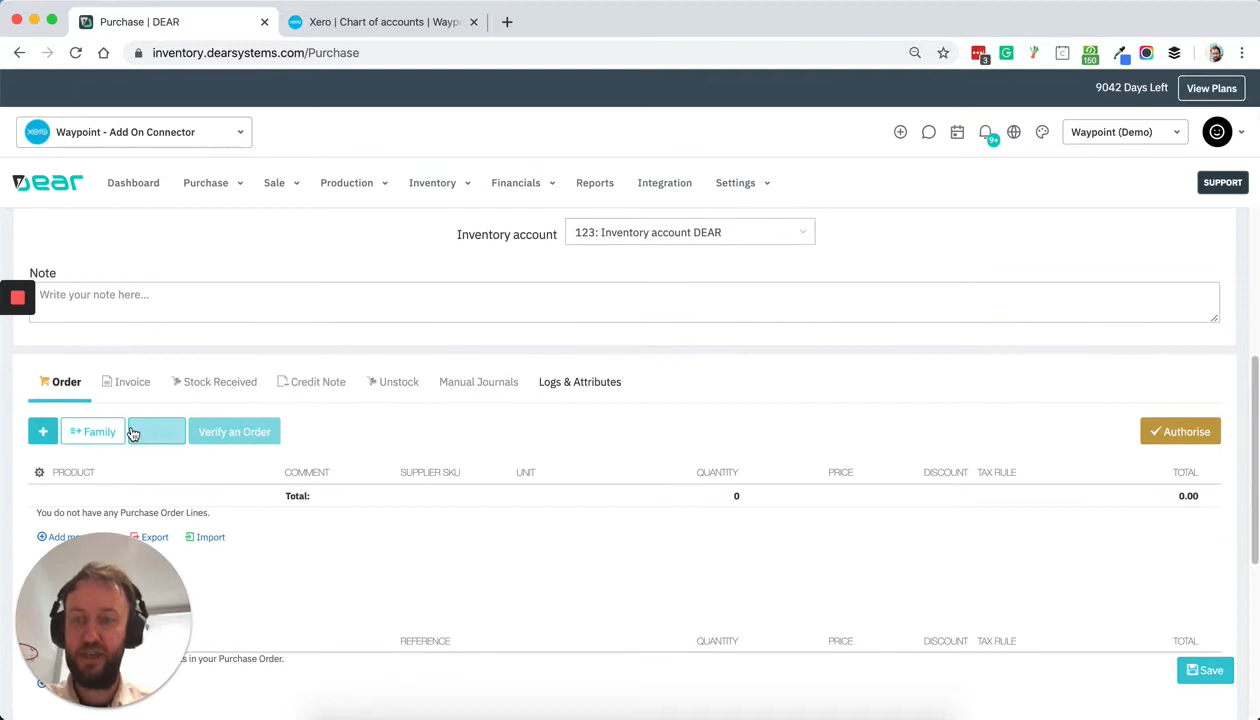 Purchase | DEAR
Xero | Chart of accounts | Wayp
inventory.dearsystems.com/Purchase
3
150
9042 Days Left
View Plans
xero
Waypoint - Add On Connector
9+
Waypoint (Demo)
Dear
Dashboard
Purchase
Sale
Production
Inventory
Financials
Reports
Integration
Settings
SUPPORT
Inventory account
123: Inventory account DEAR
Note
Write your note here...
Order
Invoice
Stock Received
Credit Note
Unstock
Manual Journals
Logs & Attributes
+
Family
Verify an Order
Authorise
PRODUCT
COMMENT
SUPPLIER SKU
UNIT
QUANTITY
PRICE
DISCOUNT
TAX RULE
TOTAL
Total:
0
0.00
You do not have any Purchase Order Lines.
Add
Export
Import
REFERENCE
QUANTITY
PRICE
DISCOUNT
TAX RULE
TOTAL
in your Purchase Order.
Save